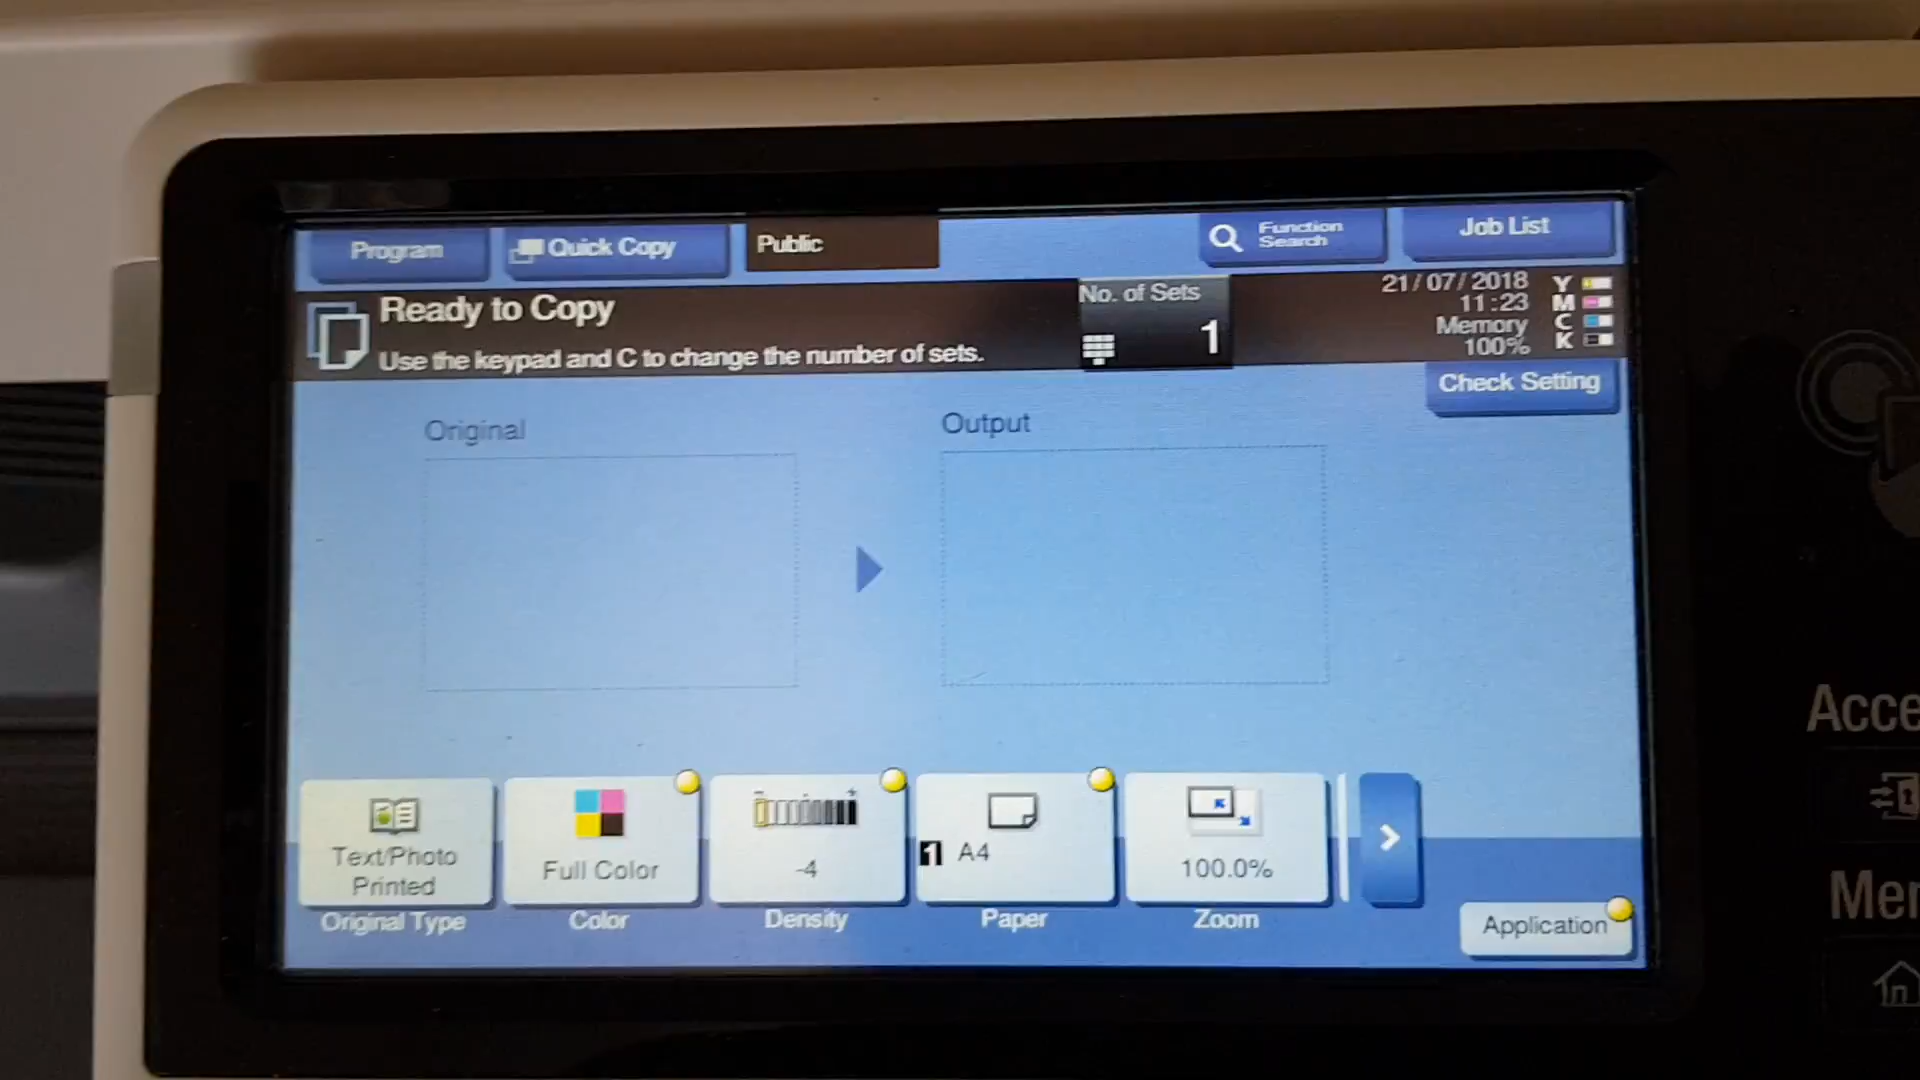 Program
Quick Copy
Public
Function
Search
Job List
Ready to Copy
Use the keypad and C to change the number of sets.
No. of Sets
1
21/07/2018
11:23
Memory
100%
Y
M
C
K
Check Setting
Original
Output
Text/Photo
Printed
Original Type
Full Color
Color
- +
-4
Density
1 A4
Paper
100.0%
Zoom
Application
Acce
Mer